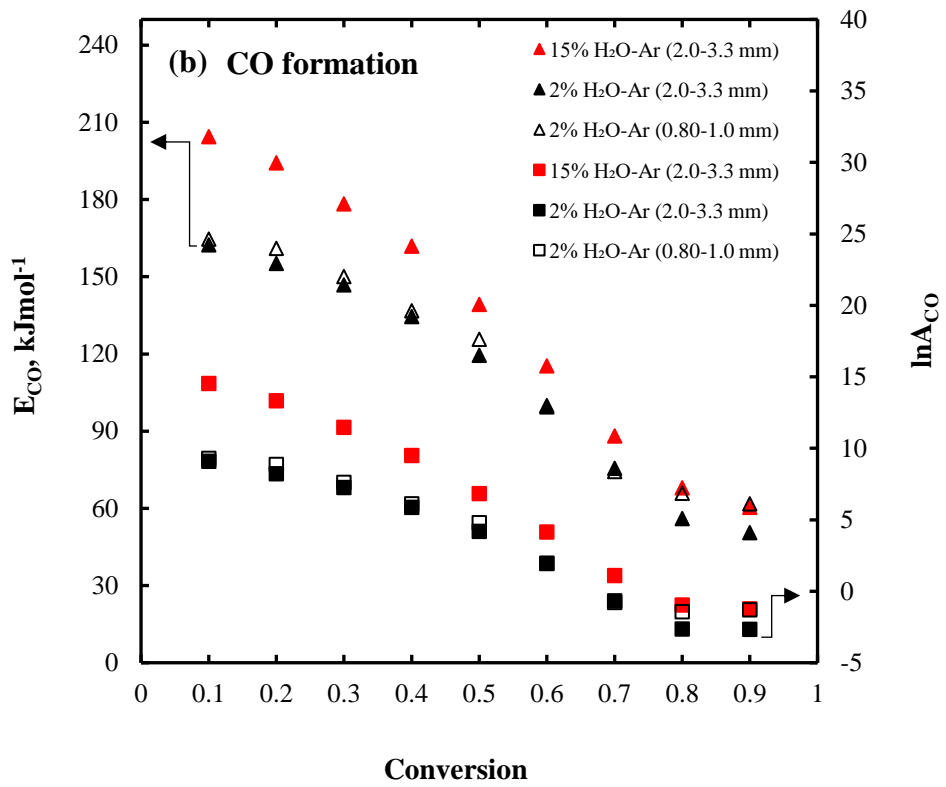 (b) CO formation
15% H₂O-Ar (2.0-3.3 mm)
2% H₂O-Ar (2.0-3.3 mm)
2% H₂O-Ar (0.80-1.0 mm)
15% H₂O-Ar (2.0-3.3 mm)
2% H₂O-Ar (2.0-3.3 mm)
2% H₂O-Ar (0.80-1.0 mm)
E_CO, kJmol⁻¹
240
210
180
150
120
90
60
30
0
40
35
30
25
20
15
10
5
0
-5
lnA_CO
0 0.1 0.2 0.3 0.4 0.5 0.6 0.7 0.8 0.9 1
Conversion